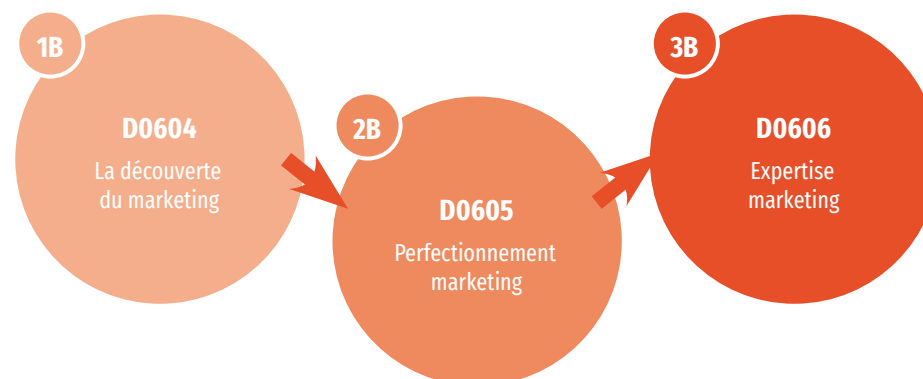 1B
D0604
La découverte
du marketing
2B
D0605
Perfectionnement
marketing
3B
D0606
Expertise
marketing